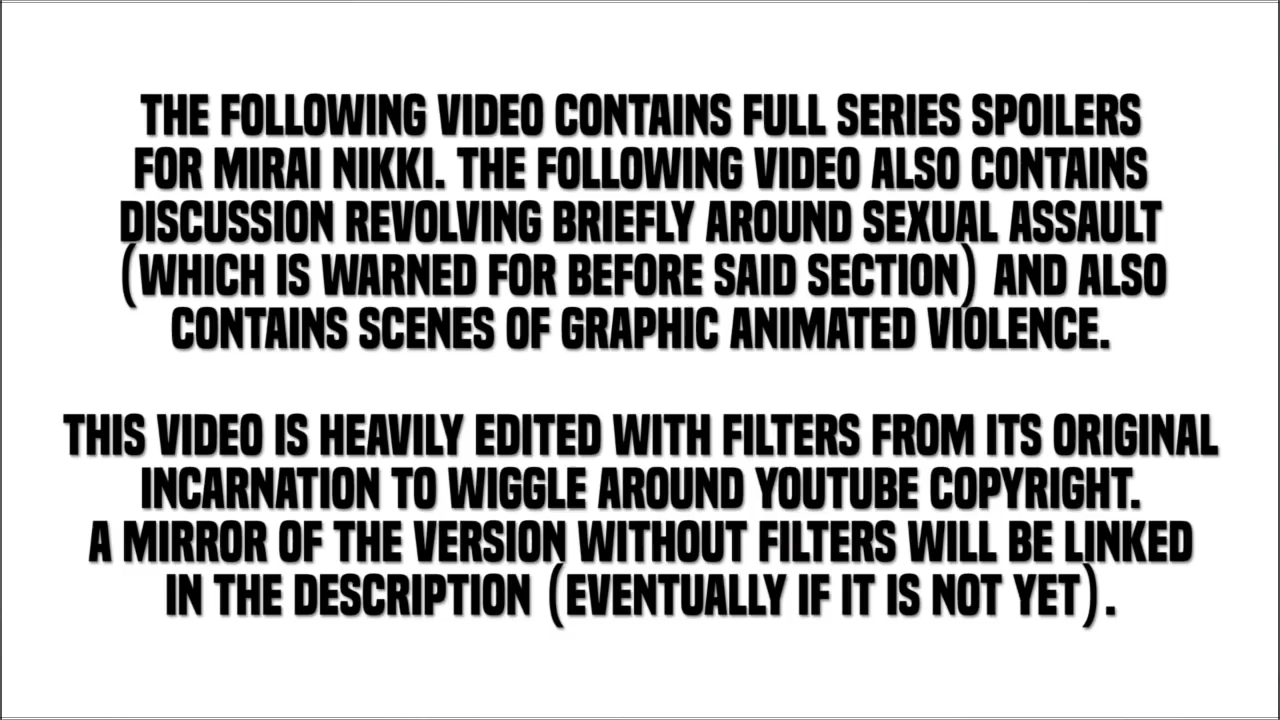 THE FOLLOWING VIDEO CONTAINS FULL SERIES SPOILERS
FOR MIRAI NIKKI. THE FOLLOWING VIDEO ALSO CONTAINS
DISCUSSION REVOLVING BRIEFLY AROUND SEXUAL ASSAULT
(WHICH IS WARNED FOR BEFORE SAID SECTION) AND ALSO
CONTAINS SCENES OF GRAPHIC ANIMATED VIOLENCE.
THIS VIDEO IS HEAVILY EDITED WITH FILTERS FROM ITS ORIGINAL
INCARNATION TO WIGGLE AROUND YOUTUBE COPYRIGHT.
A MIRROR OF THE VERSION WITHOUT FILTERS WILL BE LINKED
IN THE DESCRIPTION (EVENTUALLY IF IT IS NOT YET).